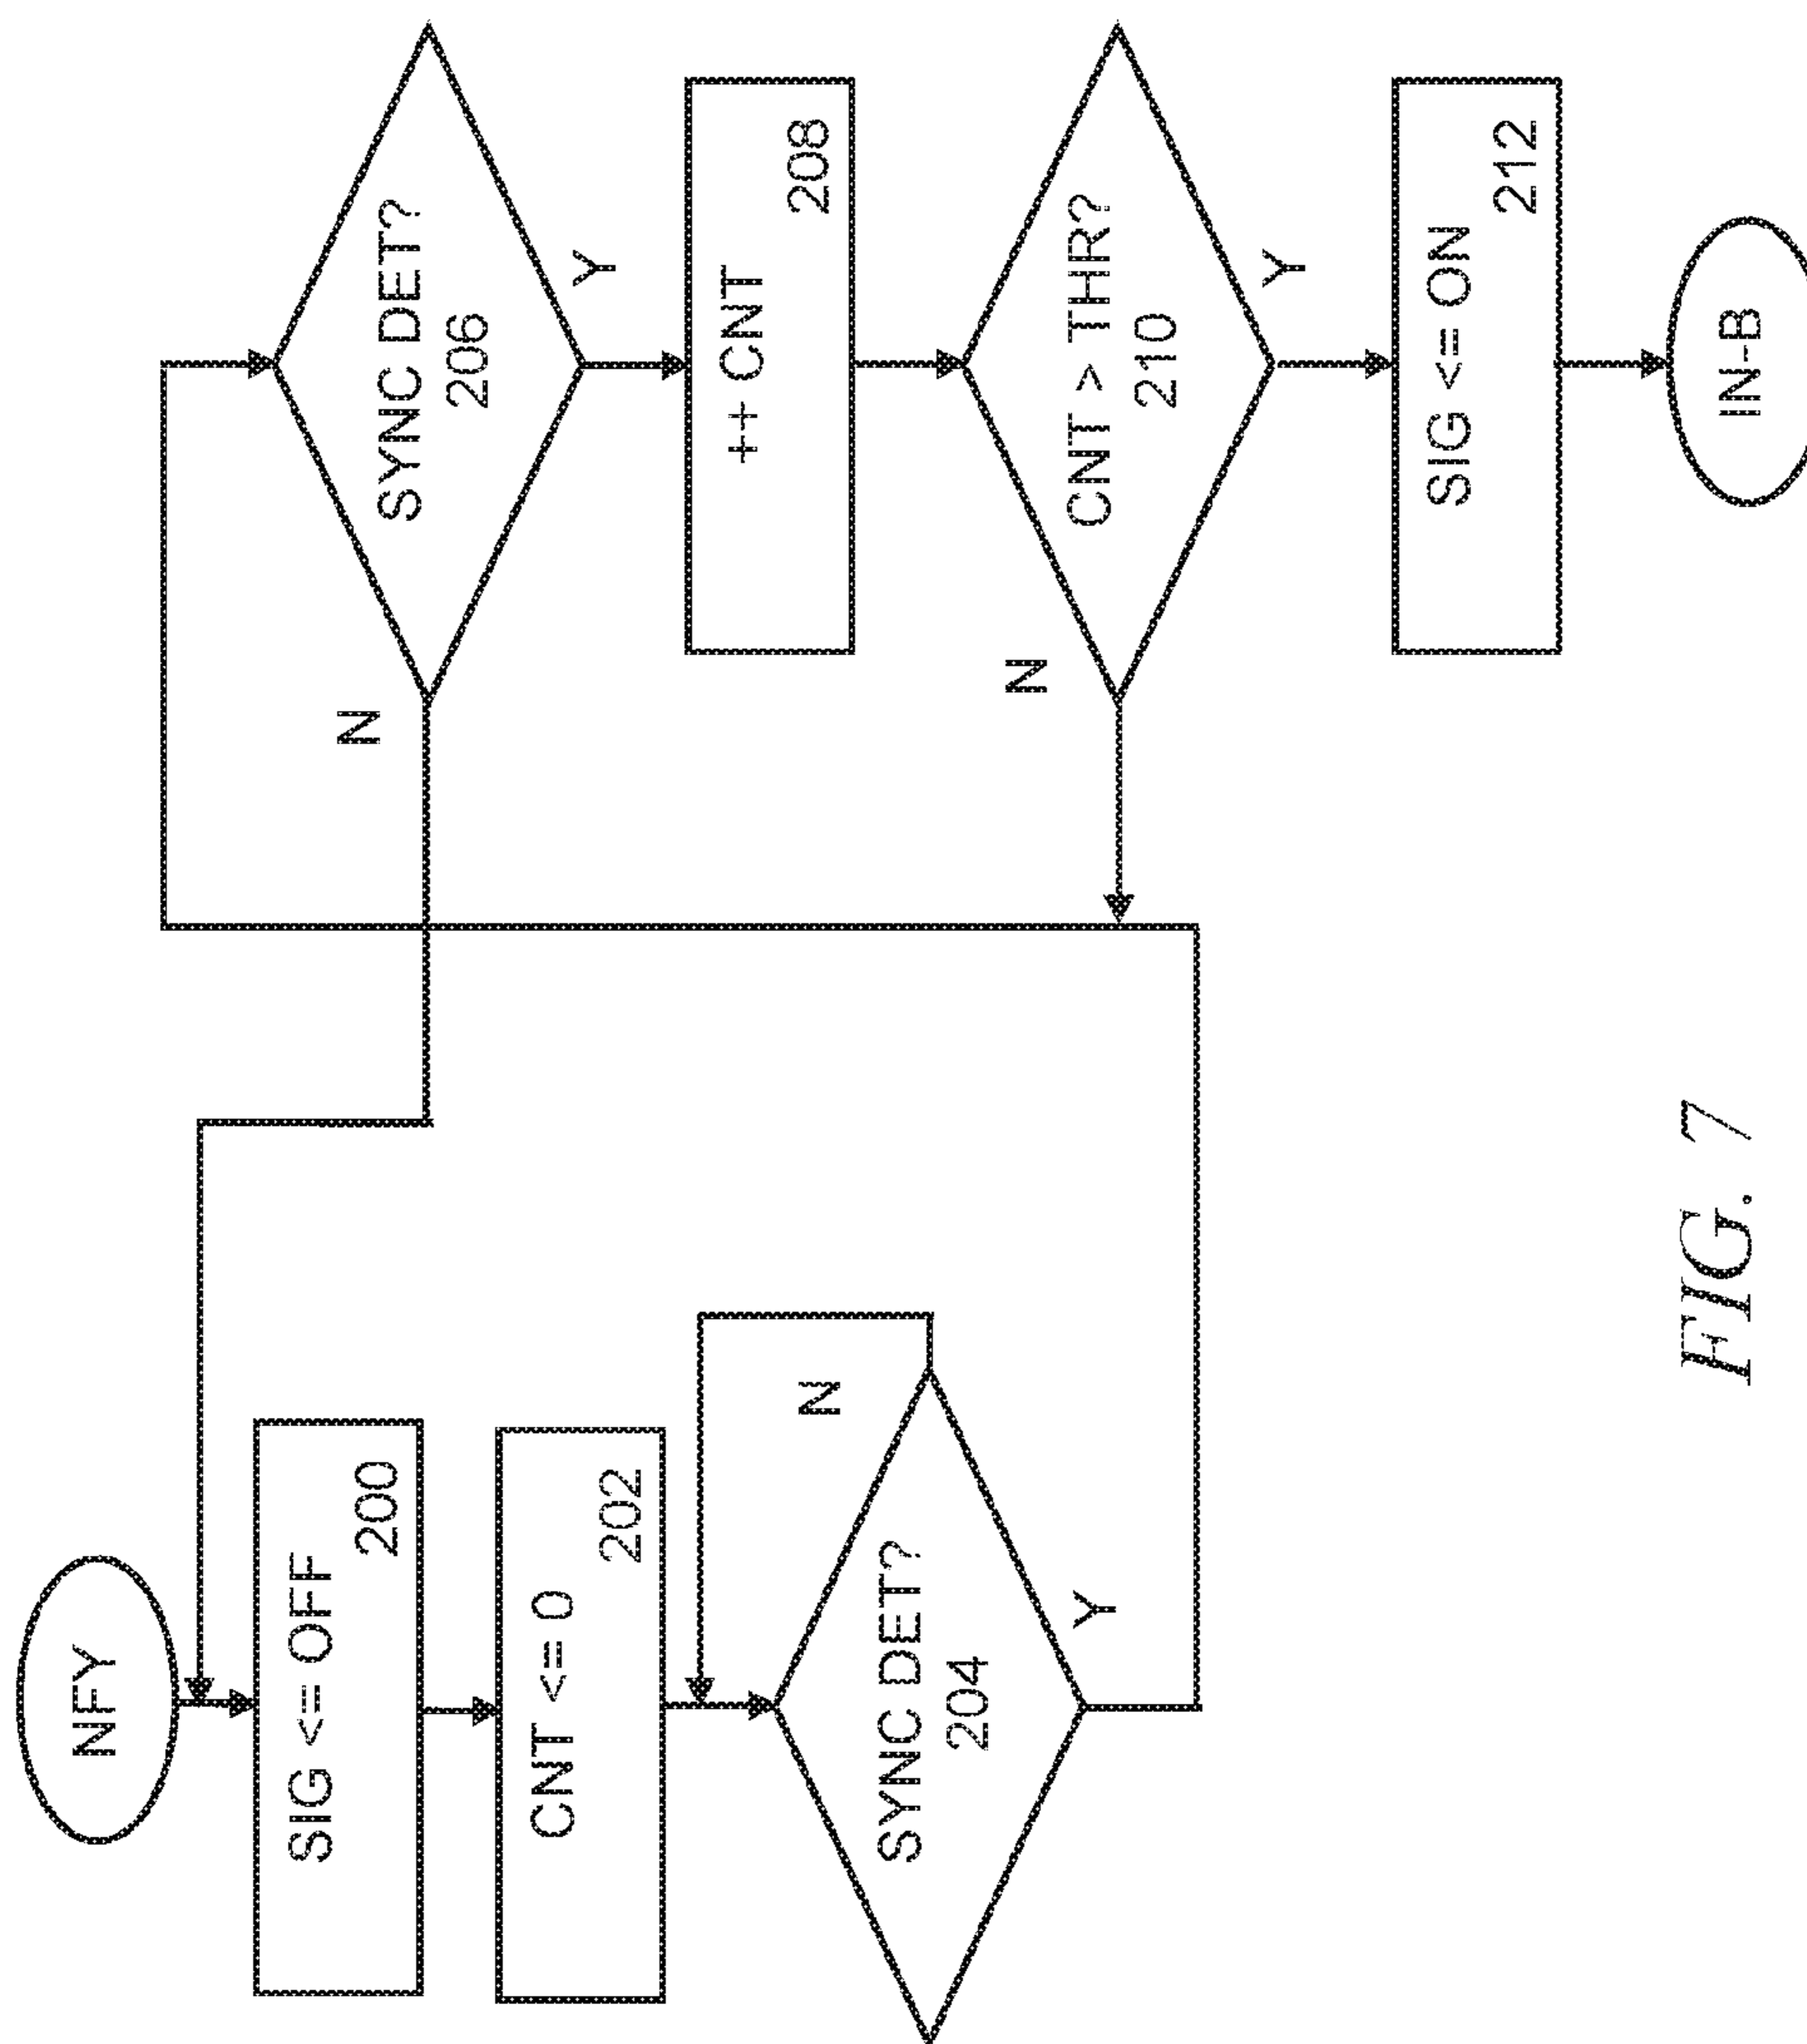 NFY
SIG <= OFF
200
CNT <= 0
202
SYNC DET?
204
N
Y
SYNC DET?
206
N
Y
++ CNT
208
CNT > THR?
210
N
Y
SIG <= ON
212
IN-B
FIG. 7